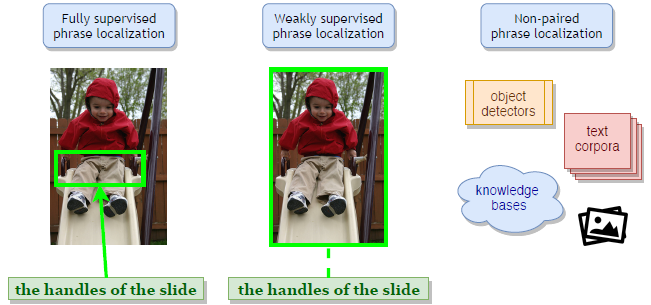 Fully supervised
phrase localization
Weakly supervised
phrase localization
Non-paired
phrase localization
object
detectors
text
corpora
knowledge
bases
the handles of the slide
the handles of the slide